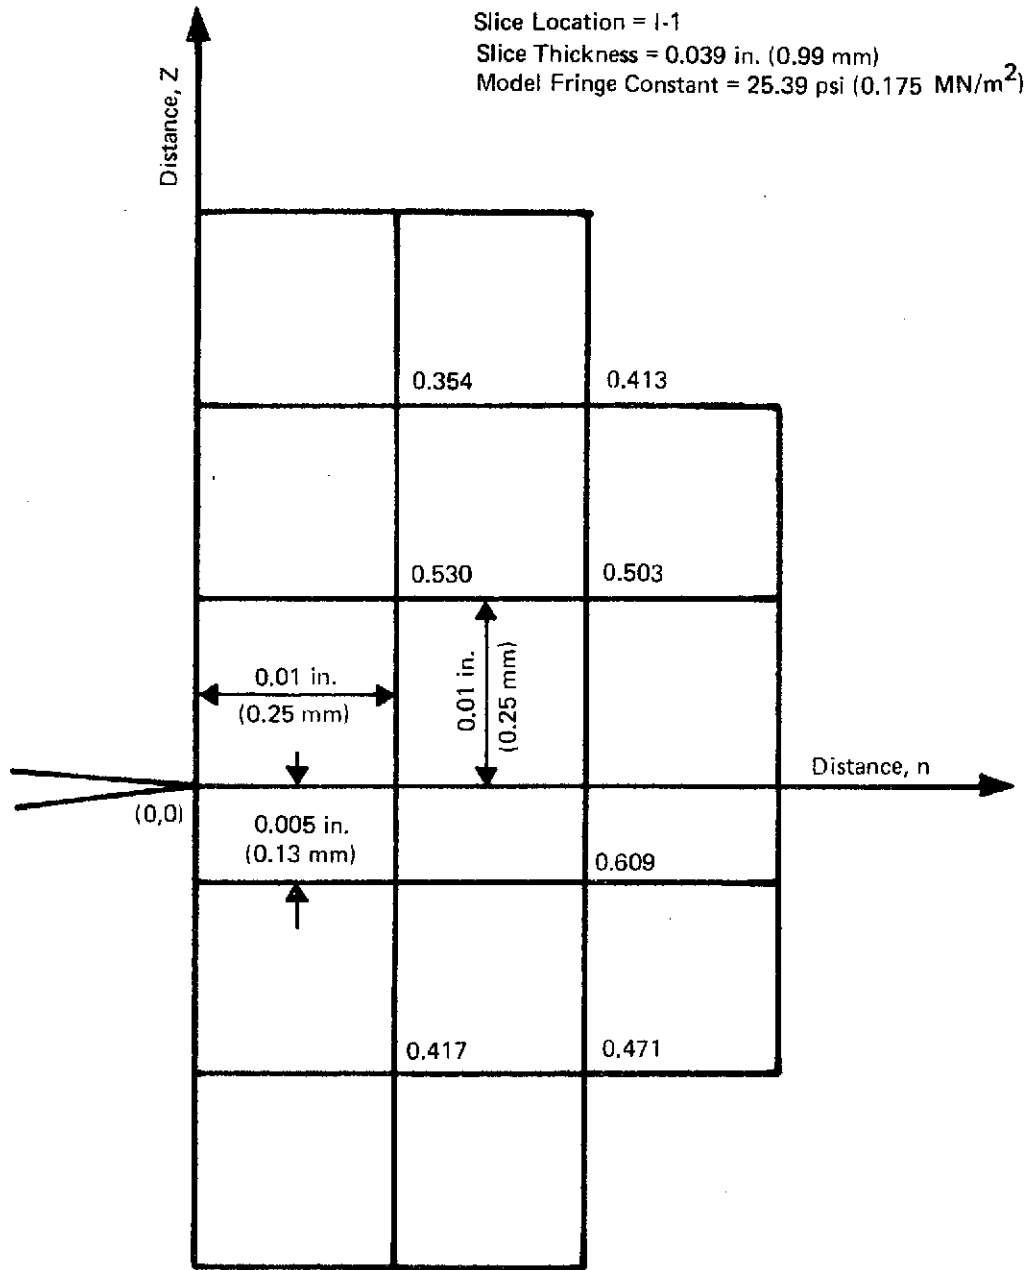 Slice Location = I-1
Slice Thickness = 0.039 in. (0.99 mm)
Model Fringe Constant = 25.39 psi (0.175 MN/m²)
Distance, Z
0.354
0.413
0.530
0.503
0.01 in.
(0.25 mm)
0.01 in.
(0.25 mm)
Distance, n
(0,0)
0.005 in.
(0.13 mm)
0.609
0.417
0.471